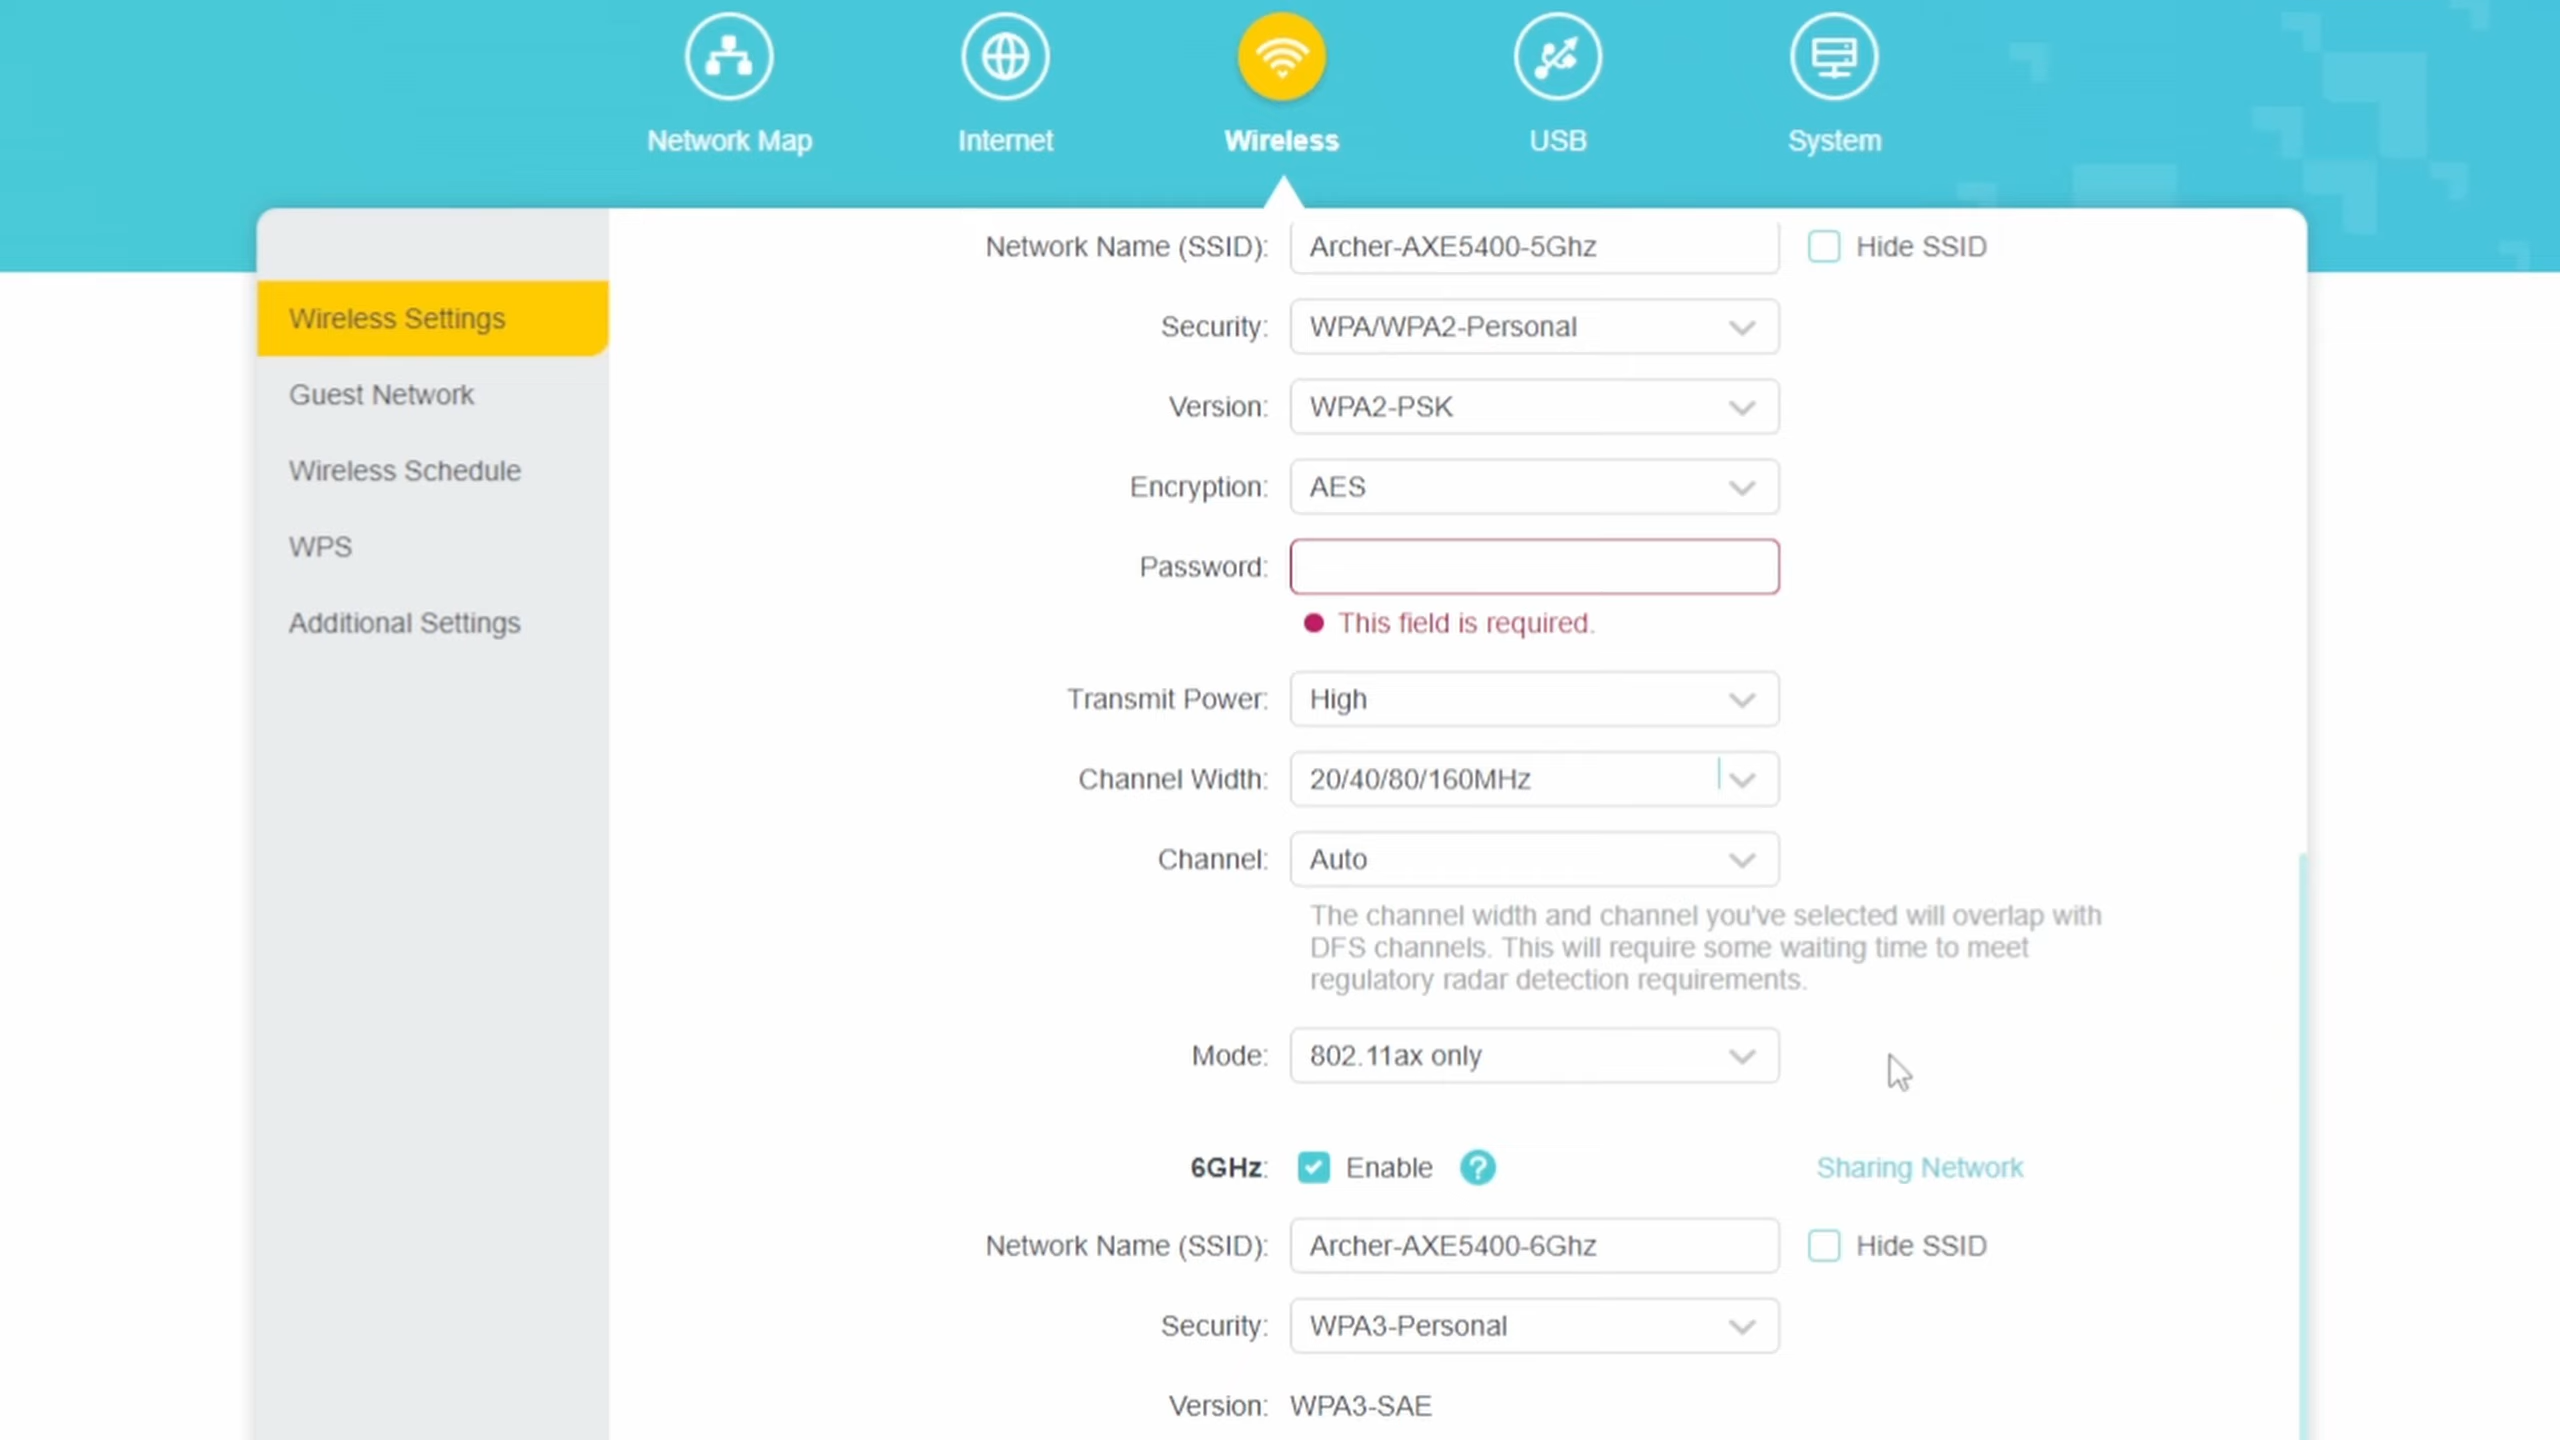 Network Map
Internet
Wireless
USB
System
Wireless Settings
Guest Network
Wireless Schedule
WPS
Additional Settings
Network Name (SSID): Archer-AXE5400-5Ghz Hide SSID
Security: WPA/WPA2-Personal
Version: WPA2-PSK
Encryption: AES
Password:
This field is required.
Transmit Power: High
Channel Width: 20/40/80/160MHz
Channel: Auto
The channel width and channel you've selected will overlap with
DFS channels. This will require some waiting time to meet
regulatory radar detection requirements.
Mode: 802.11ax only
6GHz: Enable ? Sharing Network
Network Name (SSID): Archer-AXE5400-6Ghz Hide SSID
Security: WPA3-Personal
Version: WPA3-SAE